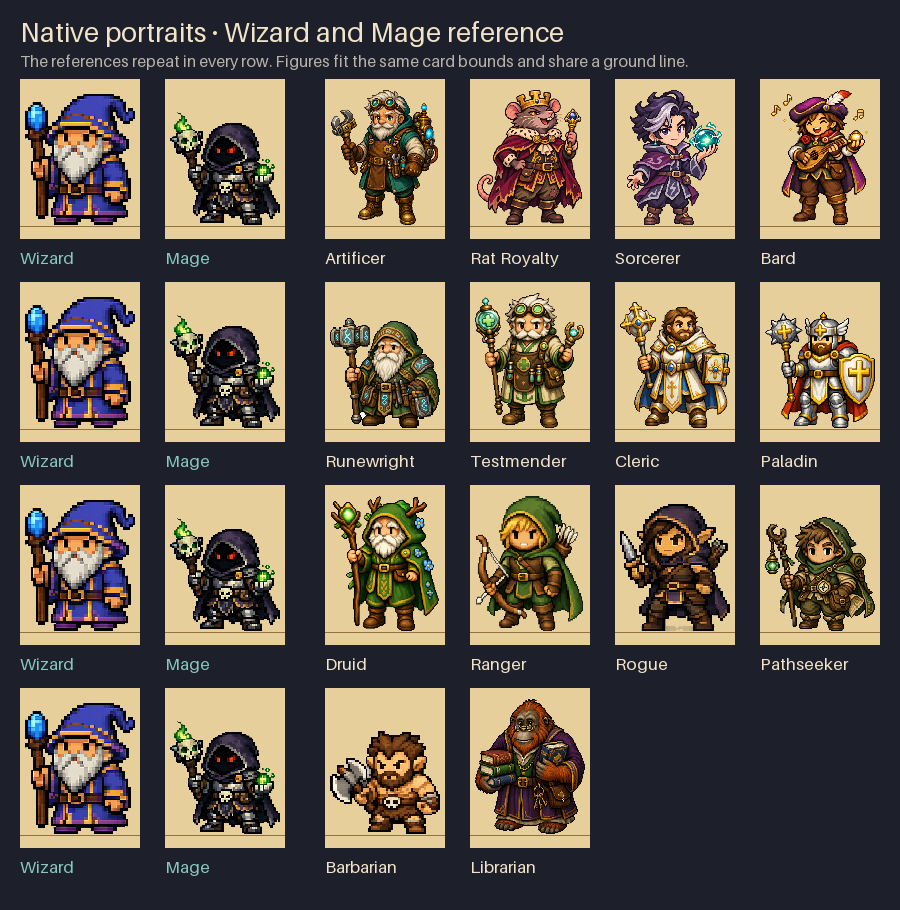 Native portraits · Wizard and Mage reference
The references repeat in every row. Figures fit the same card bounds and share a ground line.
Wizard Mage Artificer Rat Royalty Sorcerer Bard
Wizard Mage Runewright Testmender Cleric Paladin
Wizard Mage Druid Ranger Rogue Pathseeker
Wizard Mage Barbarian Librarian